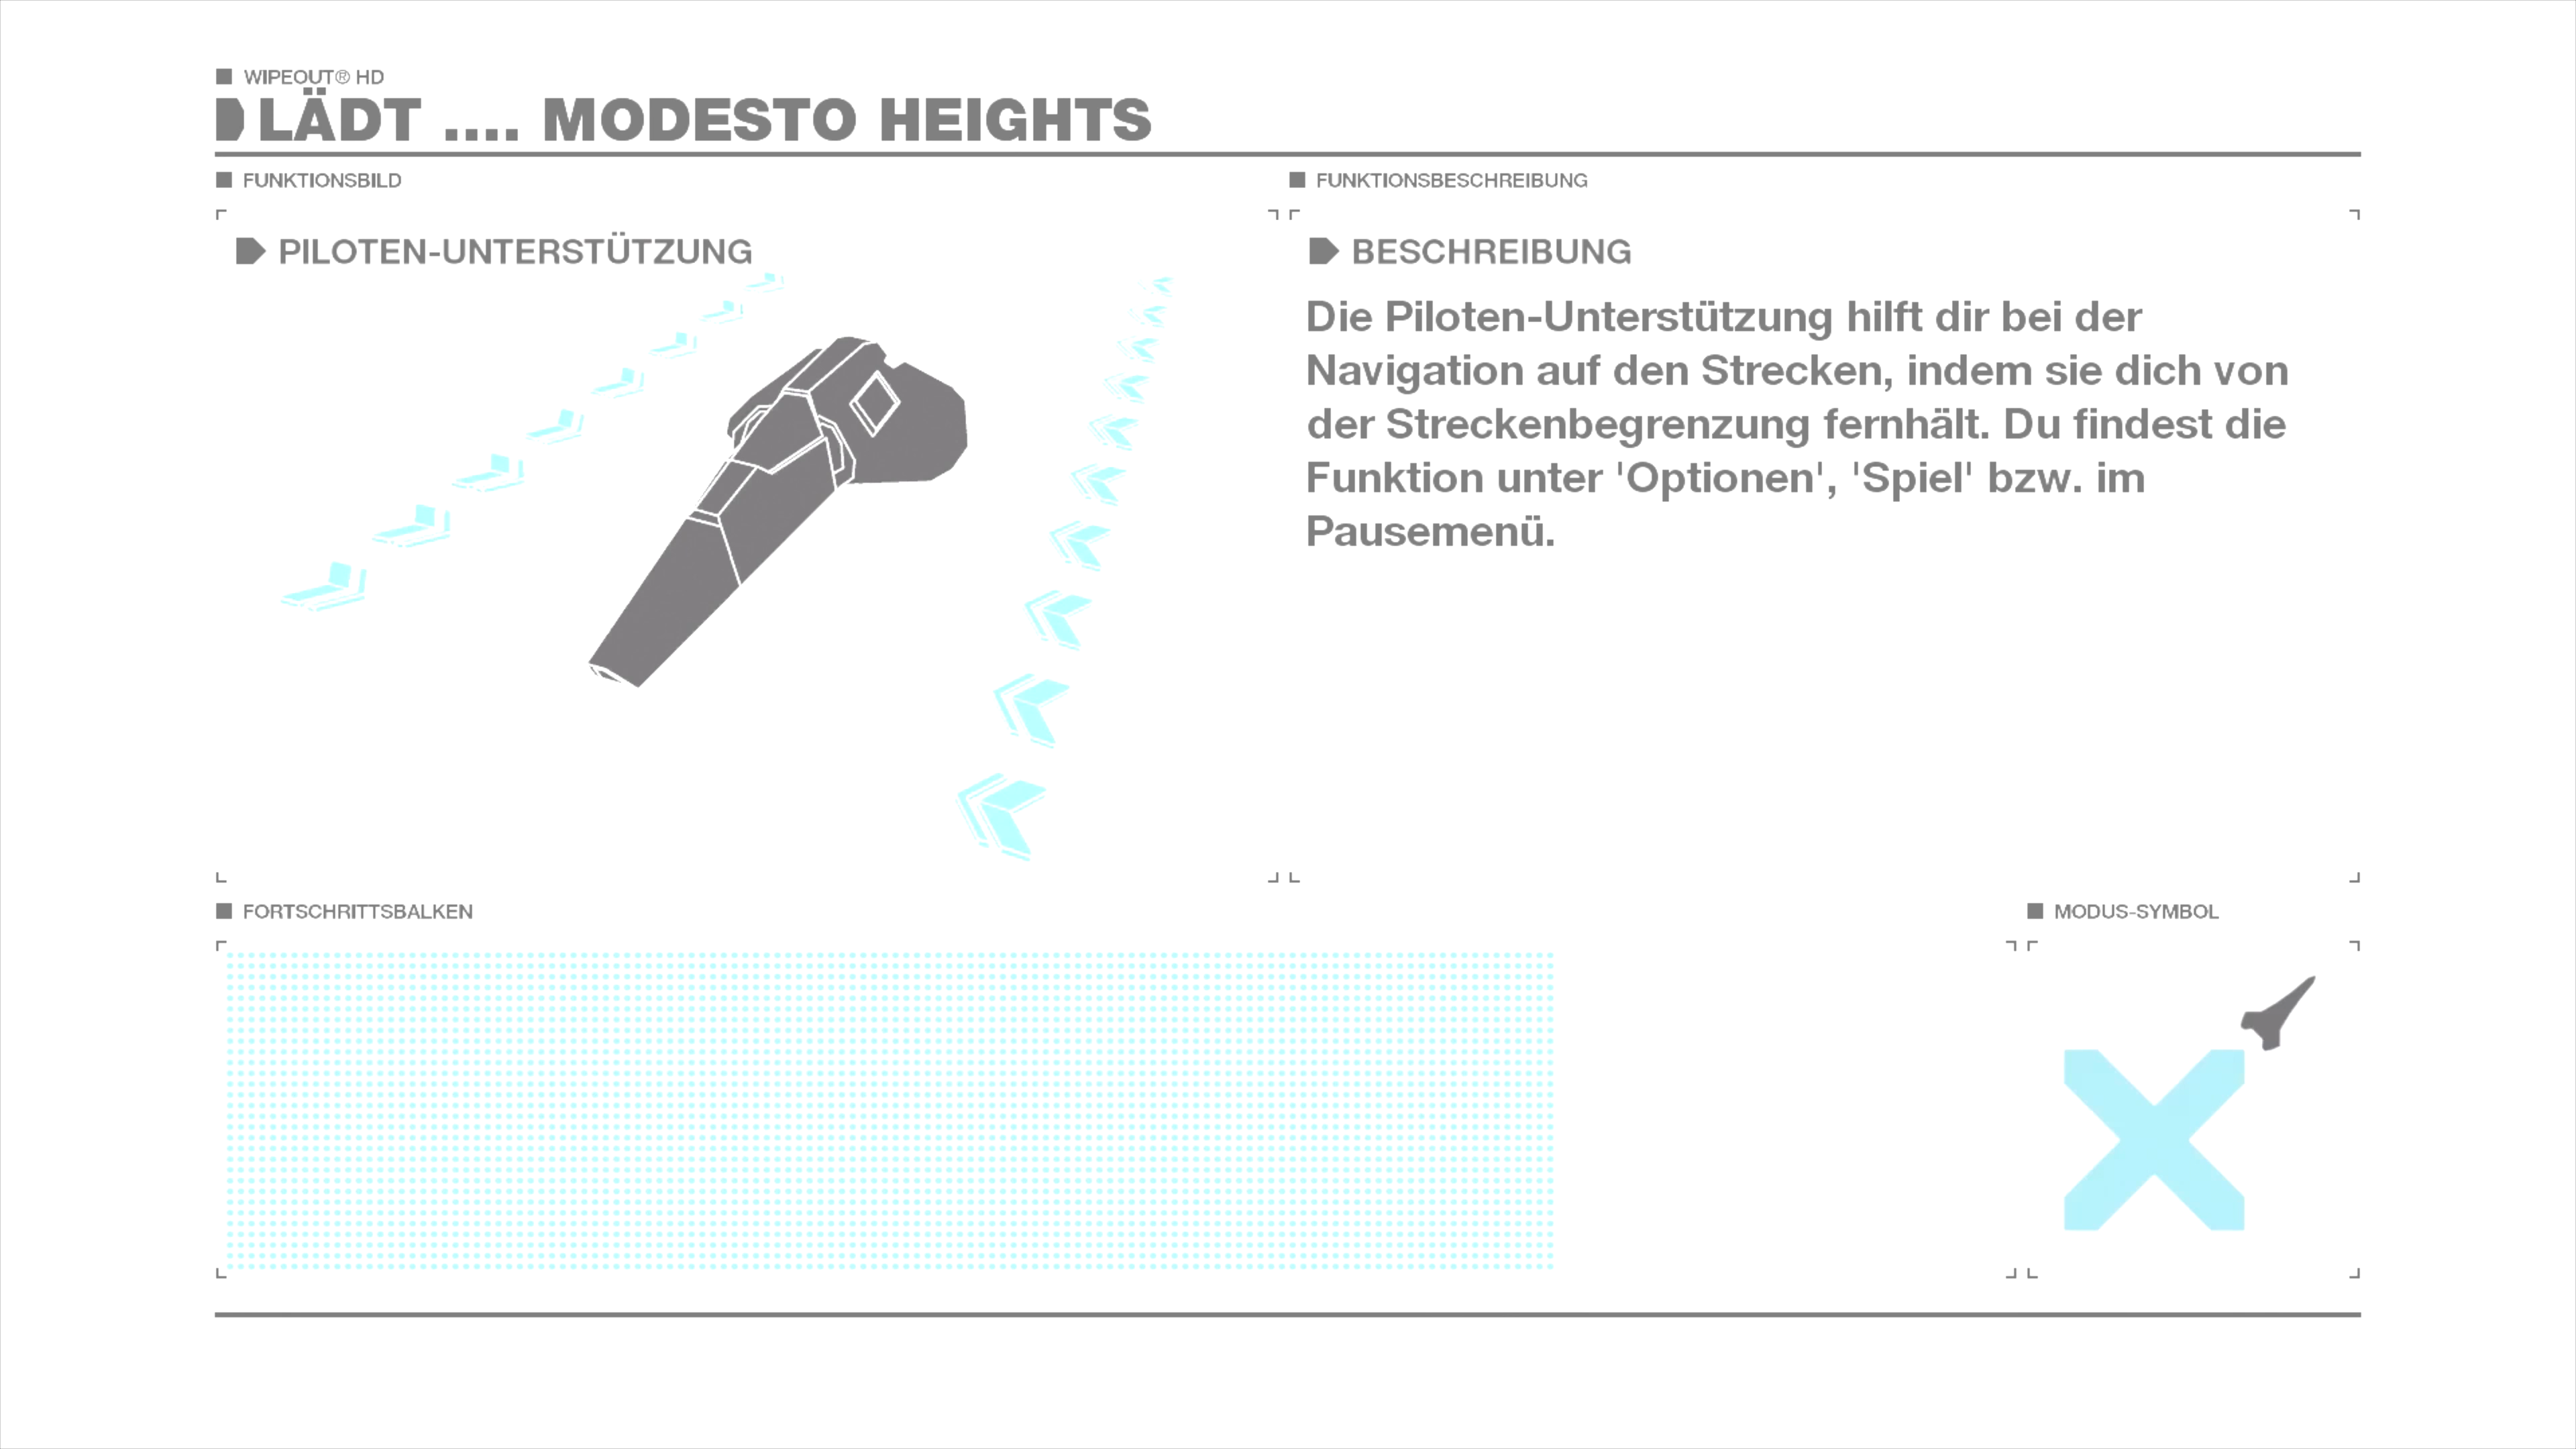 WIPEOUT® HD
LÄDT .... MODESTO HEIGHTS
FUNKTIONSBILD
PILOTEN-UNTERSTÜTZUNG
FUNKTIONSBESCHREIBUNG
BESCHREIBUNG
Die Piloten-Unterstützung hilft dir bei der
Navigation auf den Strecken, indem sie dich von
der Streckenbegrenzung fernhält. Du findest die
Funktion unter 'Optionen', 'Spiel' bzw. im
Pausemenü.
FORTSCHRITTSBALKEN
MODUS-SYMBOL